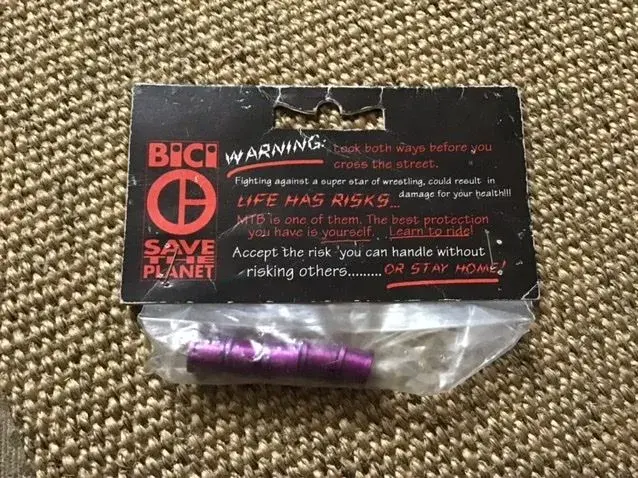 BICI
SAVE
THE
PLANET
WARNING: Look both ways before you
cross the street.
Fighting against a super star of wrestling, could result in
damage for your health!!!
LIFE HAS RISKS...
MTB is one of them. The best protection
you have is yourself. Learn to ride!
Accept the risk you can handle without
risking others......... OR STAY HOME!